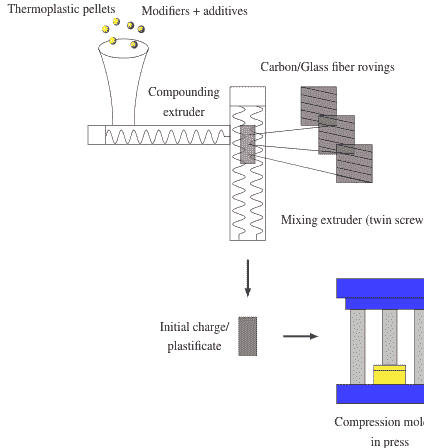 Thermoplastic pellets
Modifiers + additives
Carbon/Glass fiber rovings
Compounding
extruder
Mixing extruder (twin screw
Initial charge/
plastificate
Compression mol
in press